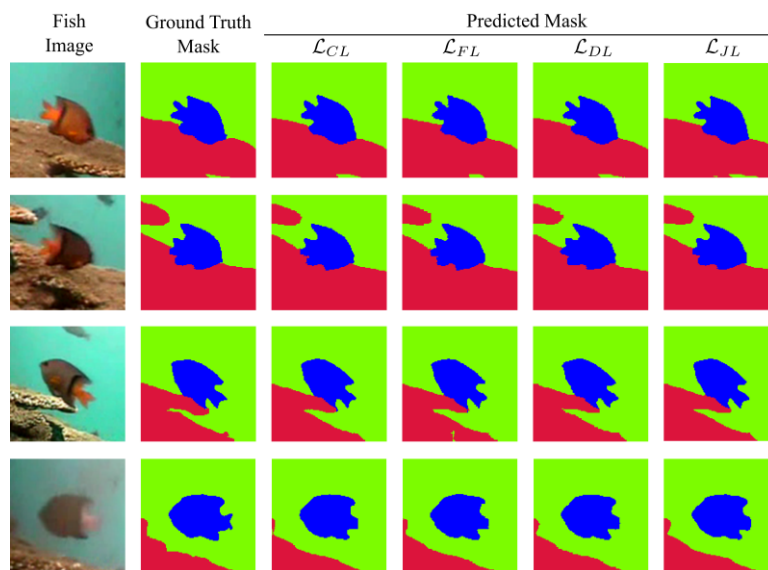 Fish Image
Ground Truth Mask
Predicted Mask
ℒ_CL ℒ_FL ℒ_DL ℒ_JL